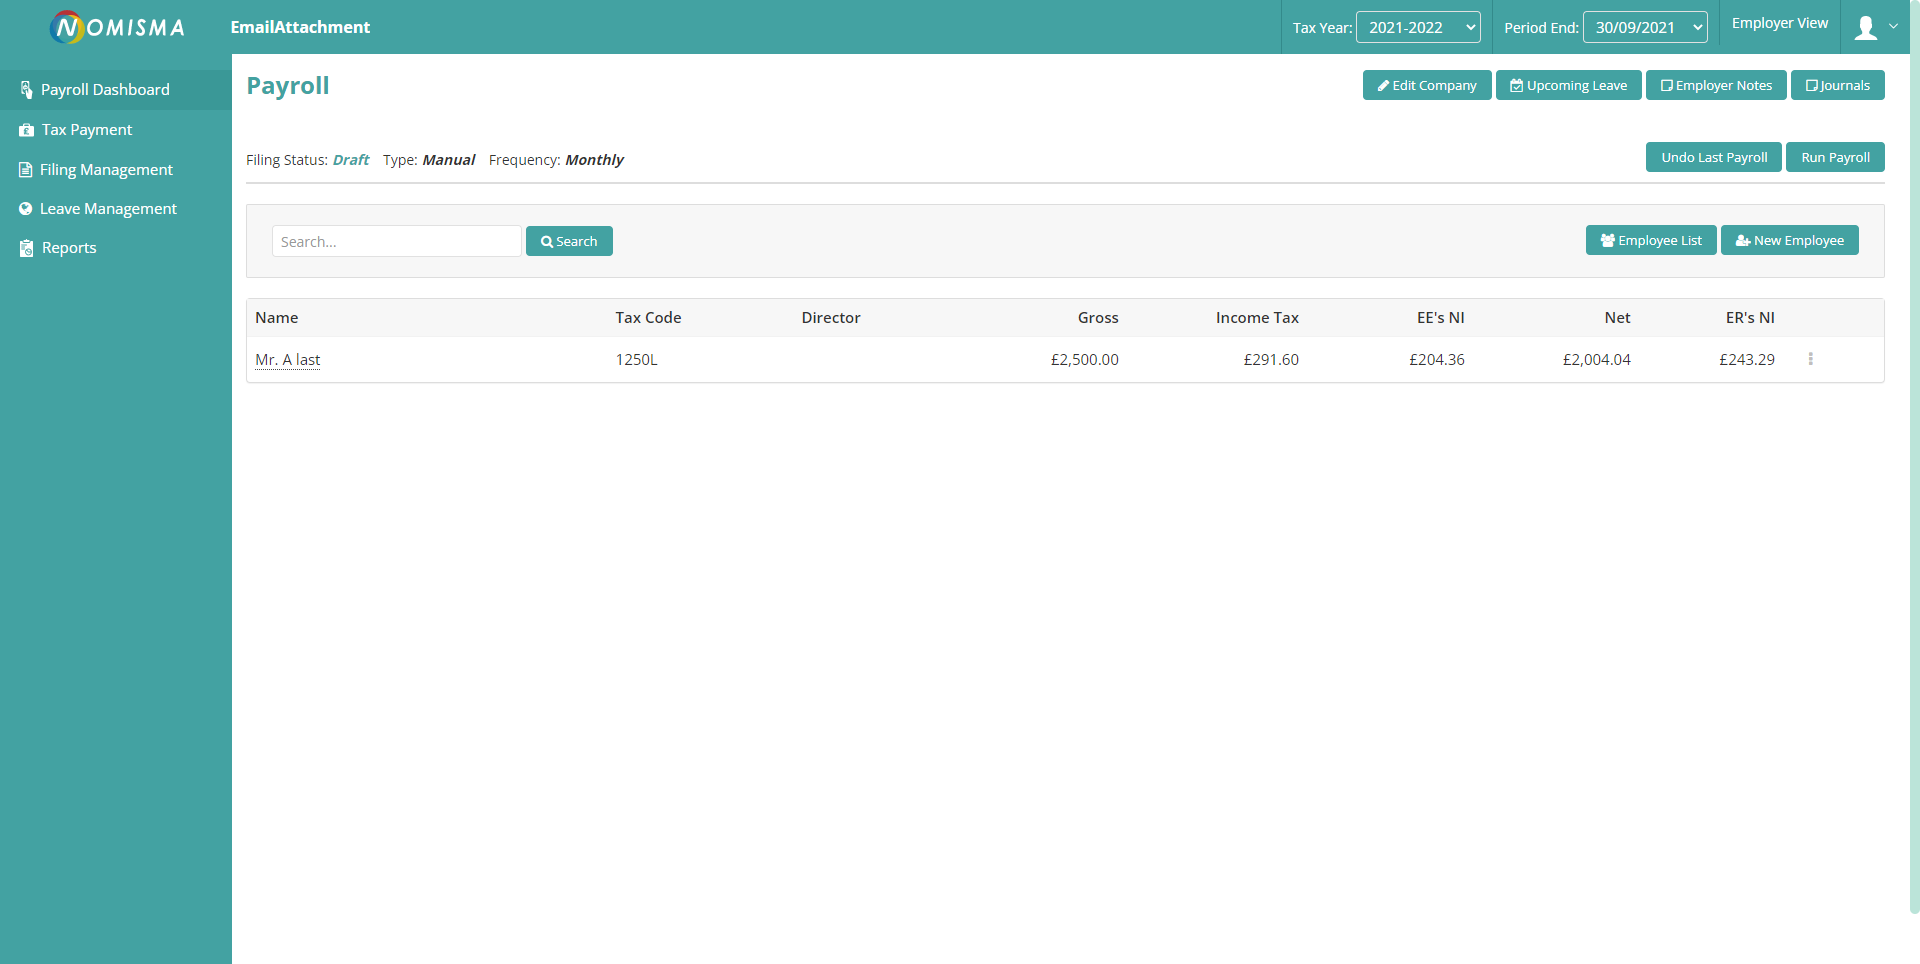 NOMISMA
EmailAttachment
Tax Year: 2021-2022
Period End: 30/09/2021
Employer View
Payroll Dashboard
Tax Payment
Filing Management
Leave Management
Reports
Payroll
Edit Company
Upcoming Leave
Employer Notes
Journals
Filing Status: Draft Type: Manual Frequency: Monthly
Undo Last Payroll
Run Payroll
Search...
Search
Employee List
New Employee
Name Tax Code Director Gross Income Tax EE's NI Net ER's NI
Mr. A last 1250L £2,500.00 £291.60 £204.36 £2,004.04 £243.29